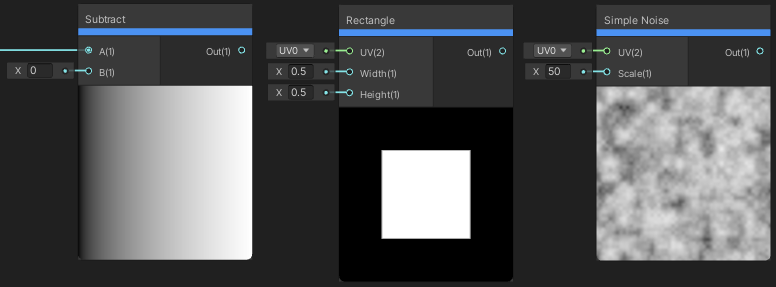 Subtract
A(1)
Out(1)
X 0
B(1)
Rectangle
UV0
UV(2)
Out(1)
X 0.5
Width(1)
X 0.5
Height(1)
Simple Noise
UV0
UV(2)
Out(1)
X 50
Scale(1)